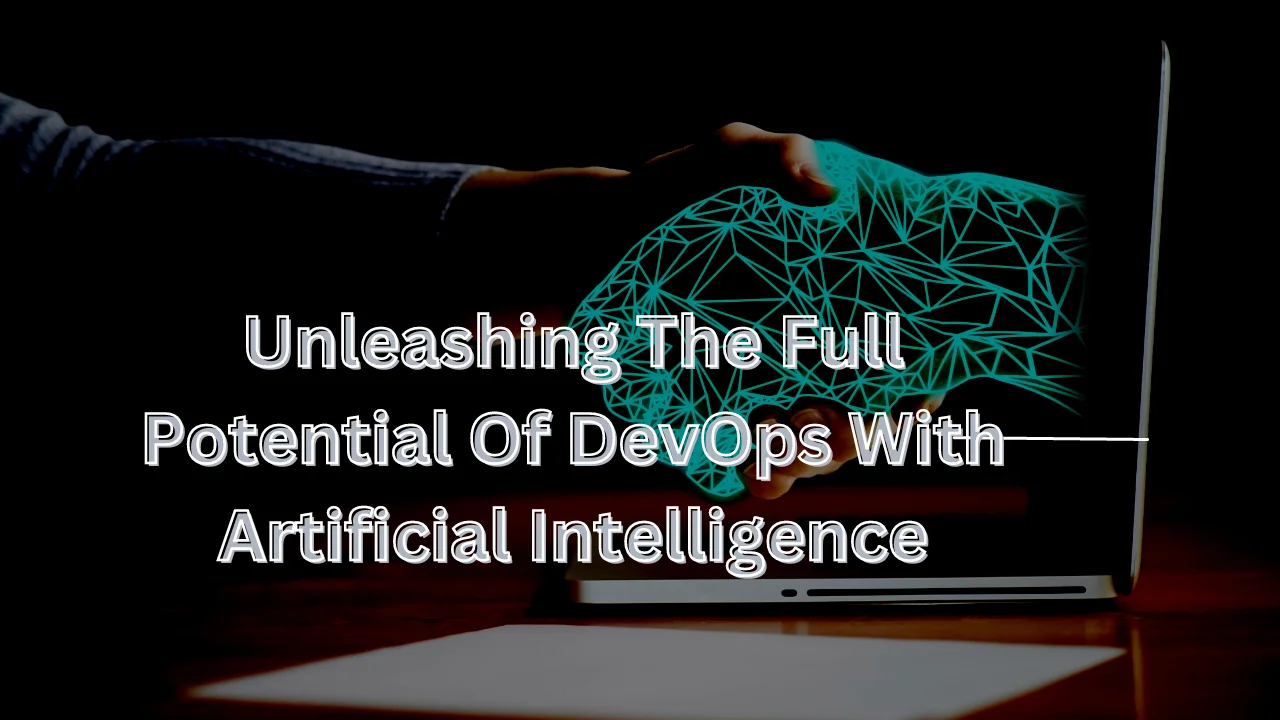 Unleashing The Full
Potential Of DevOps With
Artificial Intelligence